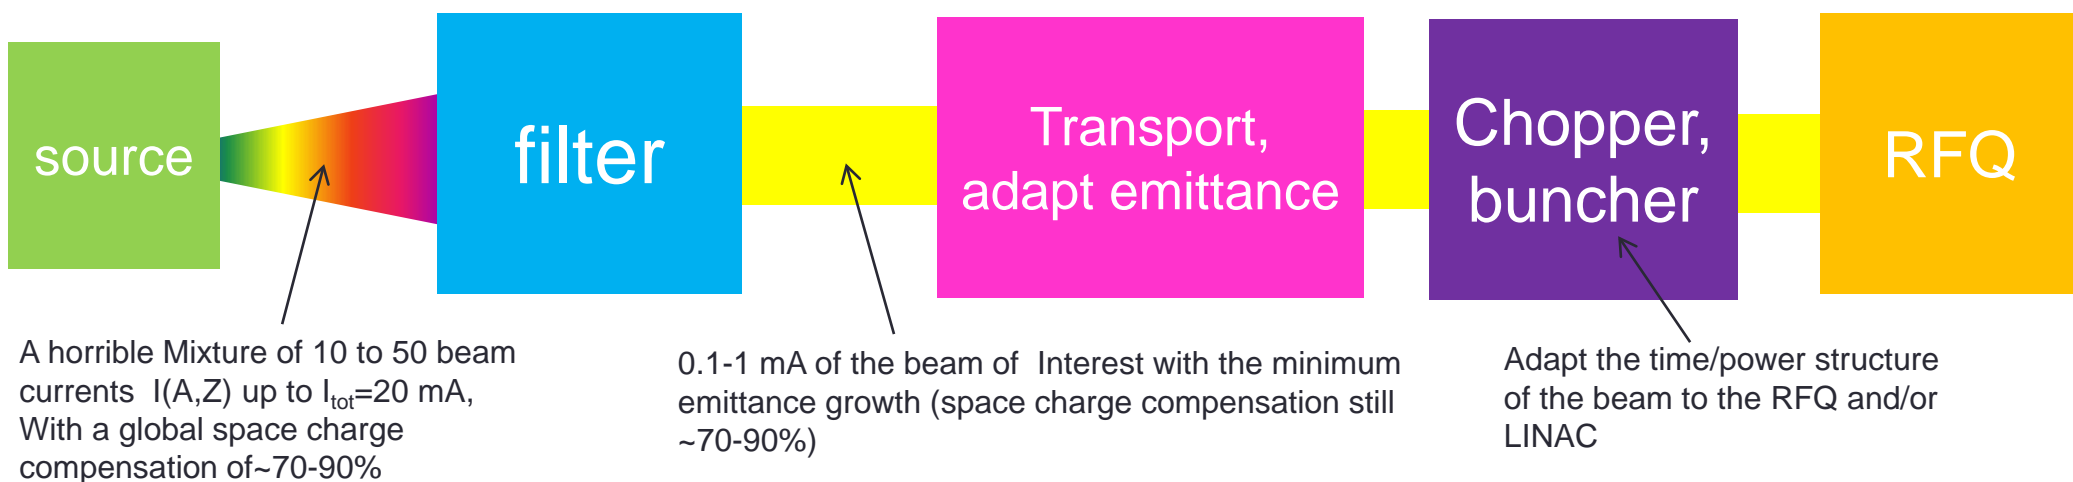 source
filter
Transport,
adapt emittance
Chopper,
buncher
RFQ
A horrible Mixture of 10 to 50 beam
currents I(A,Z) up to Itot=20 mA,
With a global space charge
compensation of~70-90%
0.1-1 mA of the beam of Interest with the minimum
emittance growth (space charge compensation still
~70-90%)
Adapt the time/power structure
of the beam to the RFQ and/or
LINAC